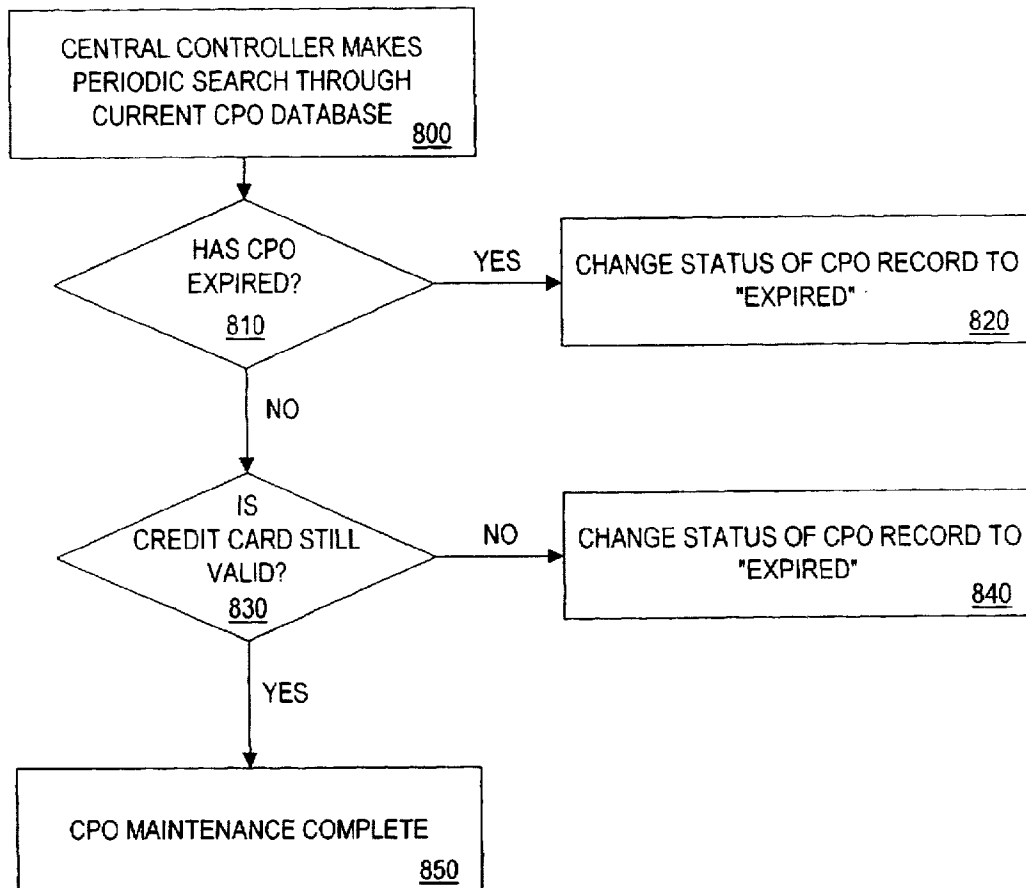 CENTRAL CONTROLLER MAKES
PERIODIC SEARCH THROUGH
CURRENT CPO DATABASE
800
HAS CPO
EXPIRED?
810
YES
CHANGE STATUS OF CPO RECORD TO
"EXPIRED"
820
NO
IS
CREDIT CARD STILL
VALID?
830
NO
CHANGE STATUS OF CPO RECORD TO
"EXPIRED"
840
YES
CPO MAINTENANCE COMPLETE
850